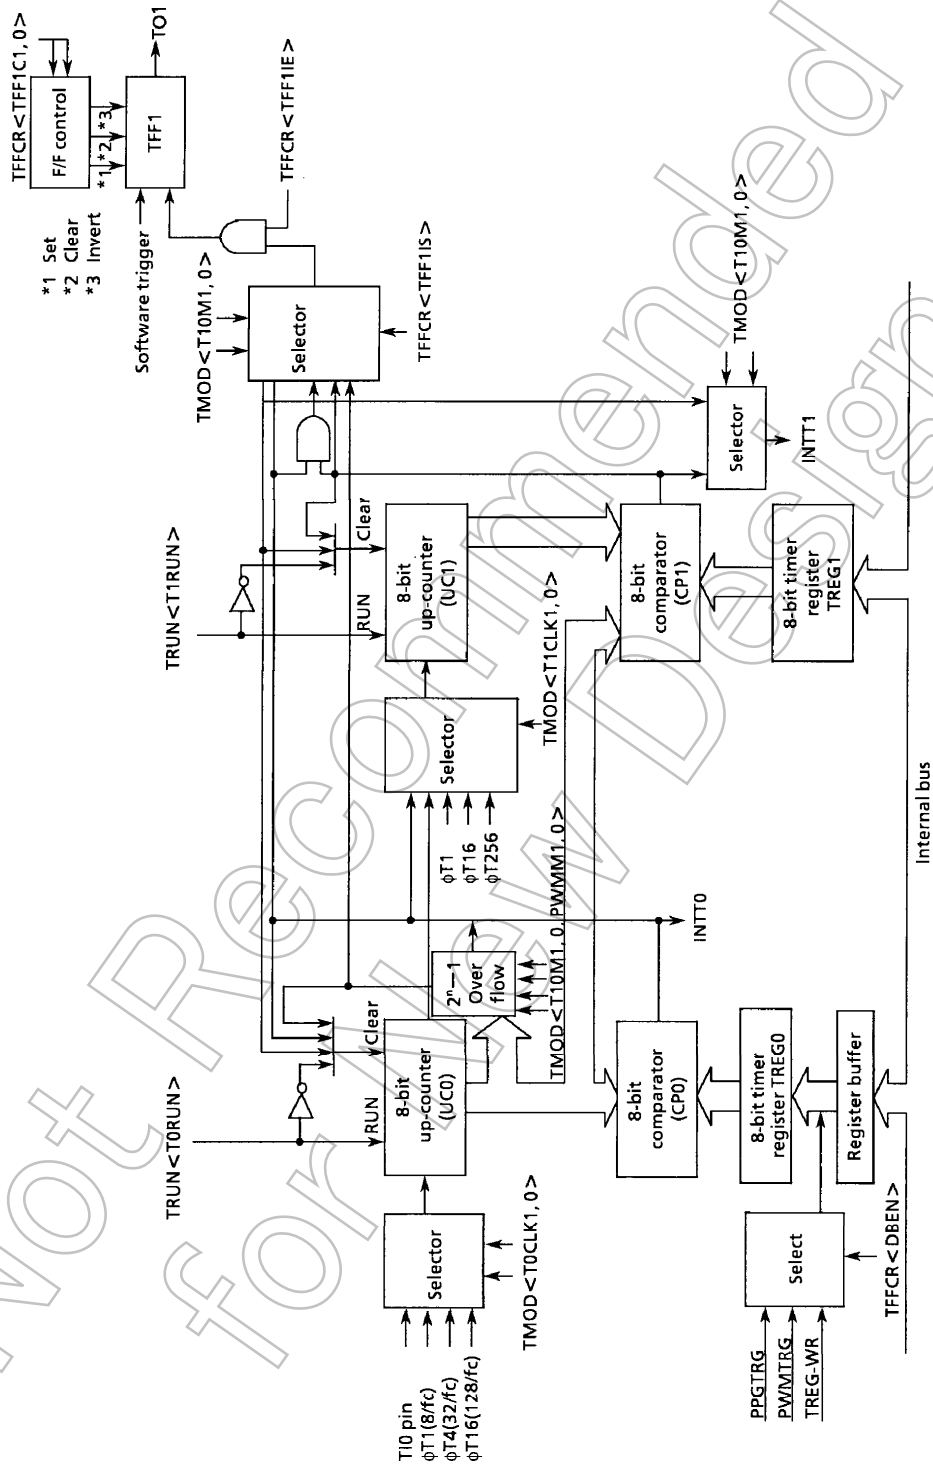 TRUN<T0RUN>
TRUN<T1RUN>
TMOD<T10M1, 0>
Software trigger
*1 Set
*2 Clear
*3 Invert
TFFCR<TFF1C1, 0>
F/F control
*1 *2 *3
TFF1
TO1
TFFCR<TFF1IE>
Selector
TFFCR<TFF1IS>
TI0 pin
ϕT1(8/fc)
ϕT4(32/fc)
ϕT16(128/fc)
Selector
TMOD<T0CLK1, 0>
RUN
Clear
8-bit
up-counter
(UC0)
2ⁿ—1
Over
flow
TMOD<T10M1, 0, PWMM1, 0>
ϕT1
ϕT16
ϕT256
Selector
TMOD<T1CLK1, 0>
RUN
Clear
8-bit
up-counter
(UC1)
8-bit
comparator
(CP0)
INTT0
8-bit
comparator
(CP1)
Selector
INTT1
TMOD<T10M1, 0>
PPGTRG
PWMTRG
TREG-WR
Select
TFFCR<DBEN>
8-bit timer
register TREG0
Register buffer
8-bit timer
register
TREG1
Internal bus
Not Recommended
for New Design